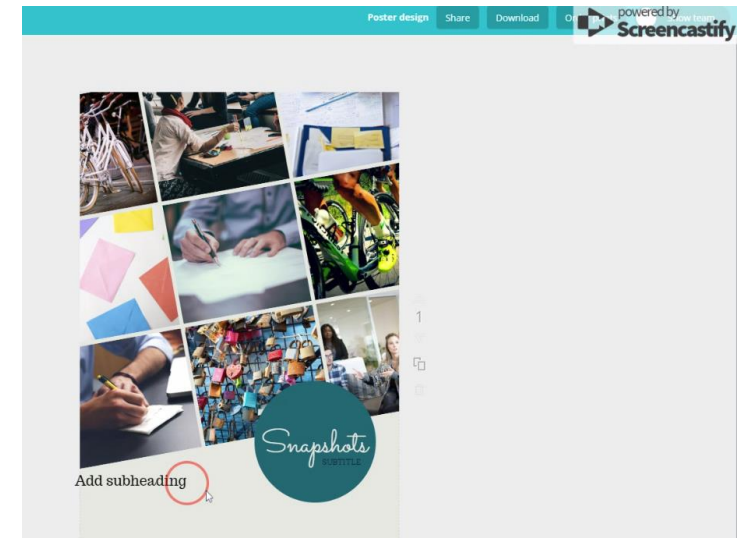 Poster design Share Download
powered by
Screencastify
1
Snapshots
SUBTITLE
Add subheading